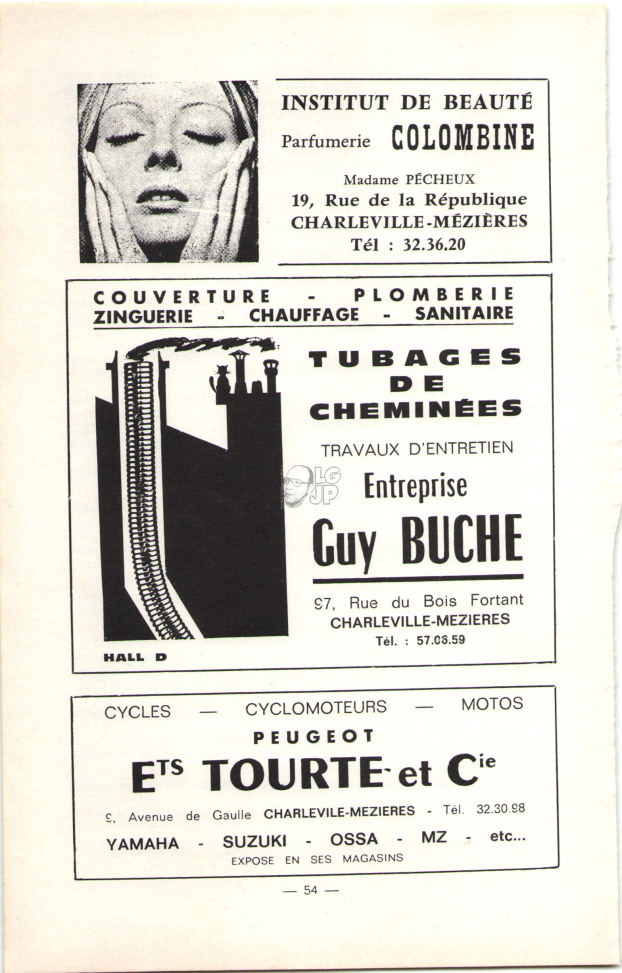 INSTITUT DE BEAUTÉ
Parfumerie COLOMBINE
Madame PÉCHEUX
19, Rue de la République
CHARLEVILLE-MÉZIÈRES
Tél : 32.36.20
COUVERTURE - PLOMBERIE
ZINGUERIE - CHAUFFAGE - SANITAIRE
TUBAGES
DE
CHEMINÉES
TRAVAUX D'ENTRETIEN
LG
JP
Entreprise
Guy BUCHE
97, Rue du Bois Fortant
CHARLEVILLE-MEZIERES
Tél. : 57.08.59
HALL D
CYCLES — CYCLOMOTEURS — MOTOS
PEUGEOT
ETS TOURTE et Cie
9, Avenue de Gaulle CHARLEVILE-MEZIERES - Tél. 32.30.98
YAMAHA - SUZUKI - OSSA - MZ - etc...
EXPOSE EN SES MAGASINS
— 54 —